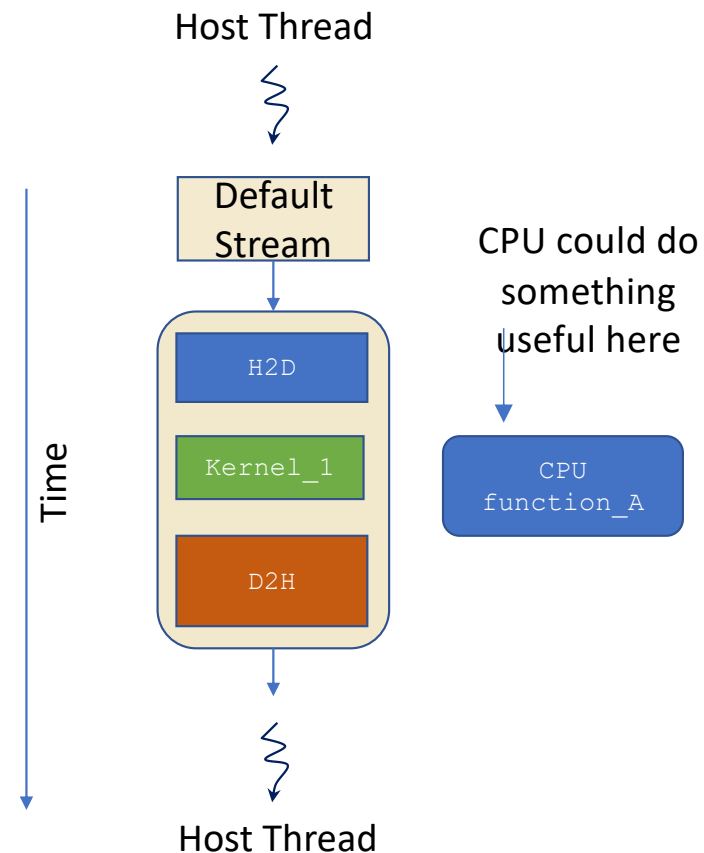 Host Thread
Default
Stream
CPU could do
something
useful here
H2D
Kernel_1
CPU
function_A
Time
D2H
Host Thread